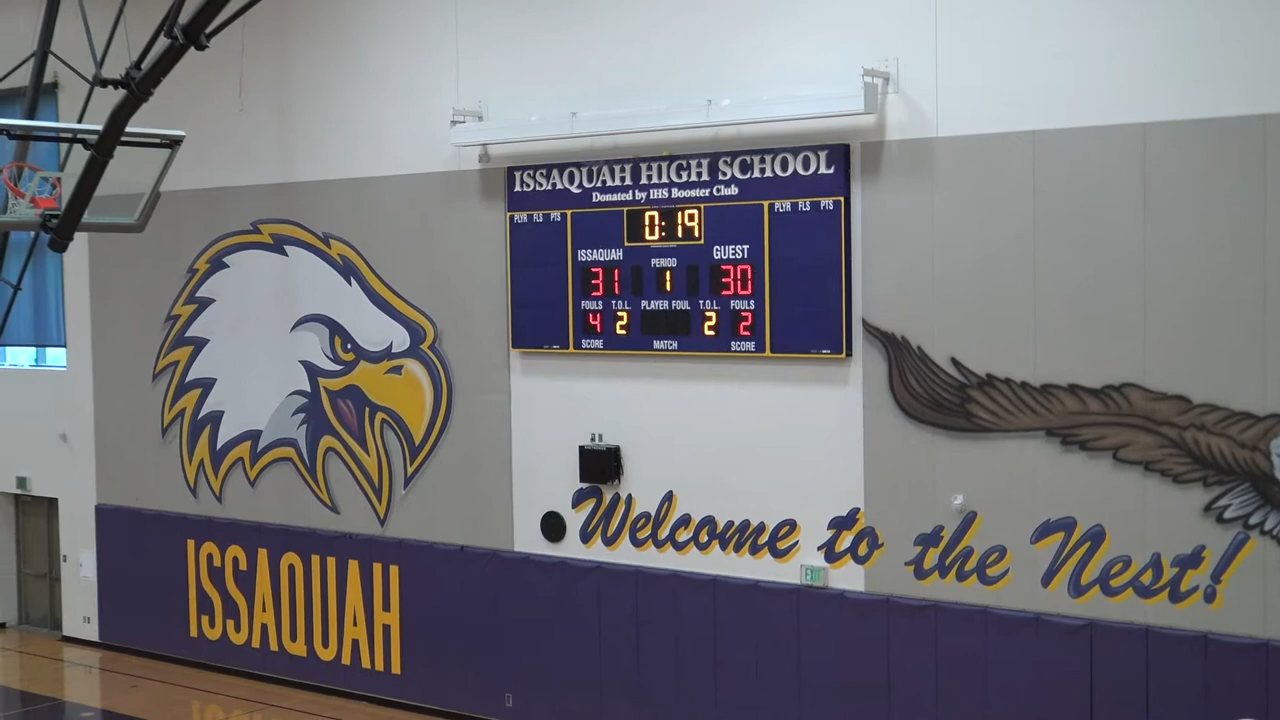 ISSAQUAH HIGH SCHOOL
Donated by IHS Booster Club
PLYR FLS PTS
PLYR FLS PTS
0:19
ISSAQUAH
GUEST
PERIOD
31
1
30
FOULS T.O.L. PLAYER FOUL T.O.L. FOULS
4 2 2 2
SCORE MATCH SCORE
Welcome to the Nest!
EXIT
ISSAQUAH